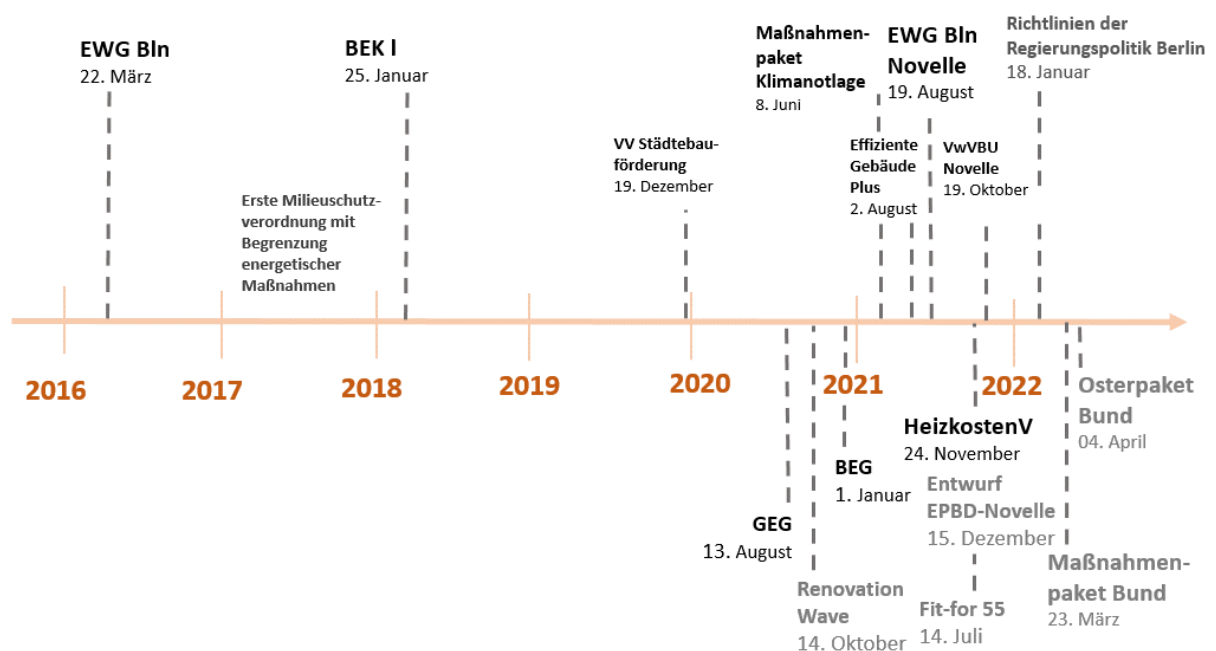 EWG Bln
22. März
BEK I
25. Januar
Erste Milieuschutz-
verordnung mit
Begrenzung
energetischer
Maßnahmen
VV Städtebau-
förderung
19. Dezember
Maßnahmen-
paket
Klimanotlage
8. Juni
Effiziente
Gebäude
Plus
2. August
EWG Bln
Novelle
19. August
VwVBU
Novelle
19. Oktober
Richtlinien der
Regierungspolitik Berlin
18. Januar
2016
2017
2018
2019
2020
2021
2022
GEG
13. August
Renovation
Wave
14. Oktober
BEG
1. Januar
HeizkostenV
24. November
Entwurf
EPBD-Novelle
15. Dezember
Fit-for 55
14. Juli
Maßnahmen-
paket Bund
23. März
Osterpaket
Bund
04. April